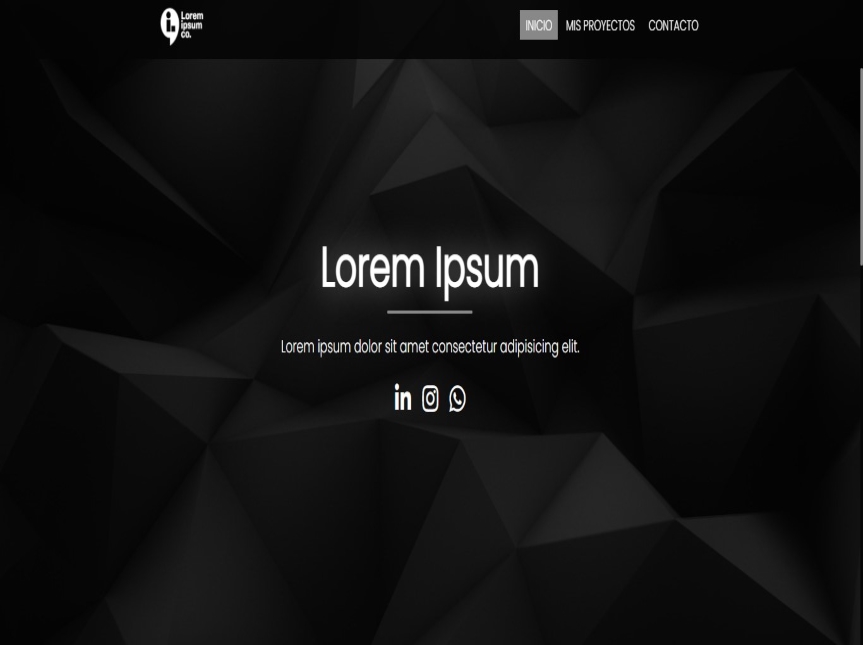 Lorem
ipsum
co.
INICIO MIS PROYECTOS CONTACTO
Lorem Ipsum
Lorem ipsum dolor sit amet consectetur adipisicing elit.